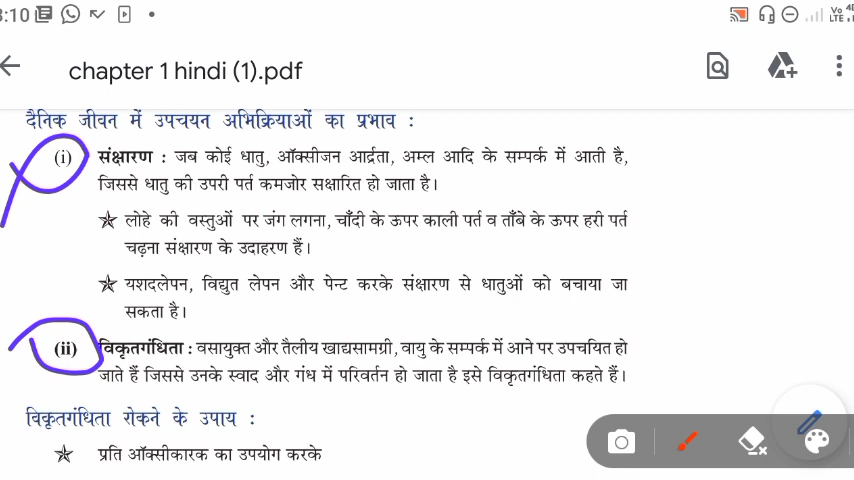 3:10
Vo 4G
LTE
chapter 1 hindi (1).pdf
दैनिक जीवन में उपचयन अभिक्रियाओं का प्रभाव :
(i) संक्षारण : जब कोई धातु, ऑक्सीजन आर्द्रता, अम्ल आदि के सम्पर्क में आती है,
जिससे धातु की उपरी पर्त कमजोर सक्षारित हो जाता है।
लोहे की वस्तुओं पर जंग लगना, चाँदी के ऊपर काली पर्त व ताँबे के ऊपर हरी पर्त
चढ़ना संक्षारण के उदाहरण हैं।
यशदलेपन, विद्युत लेपन और पेन्ट करके संक्षारण से धातुओं को बचाया जा
सकता है।
(ii) विकृतगंधिता : वसायुक्त और तैलीय खाद्यसामग्री, वायु के सम्पर्क में आने पर उपचयित हो
जाते हैं जिससे उनके स्वाद और गंध में परिवर्तन हो जाता है इसे विकृतगंधिता कहते हैं।
विकृतगंधिता रोकने के उपाय :
प्रति ऑक्सीकारक का उपयोग करके